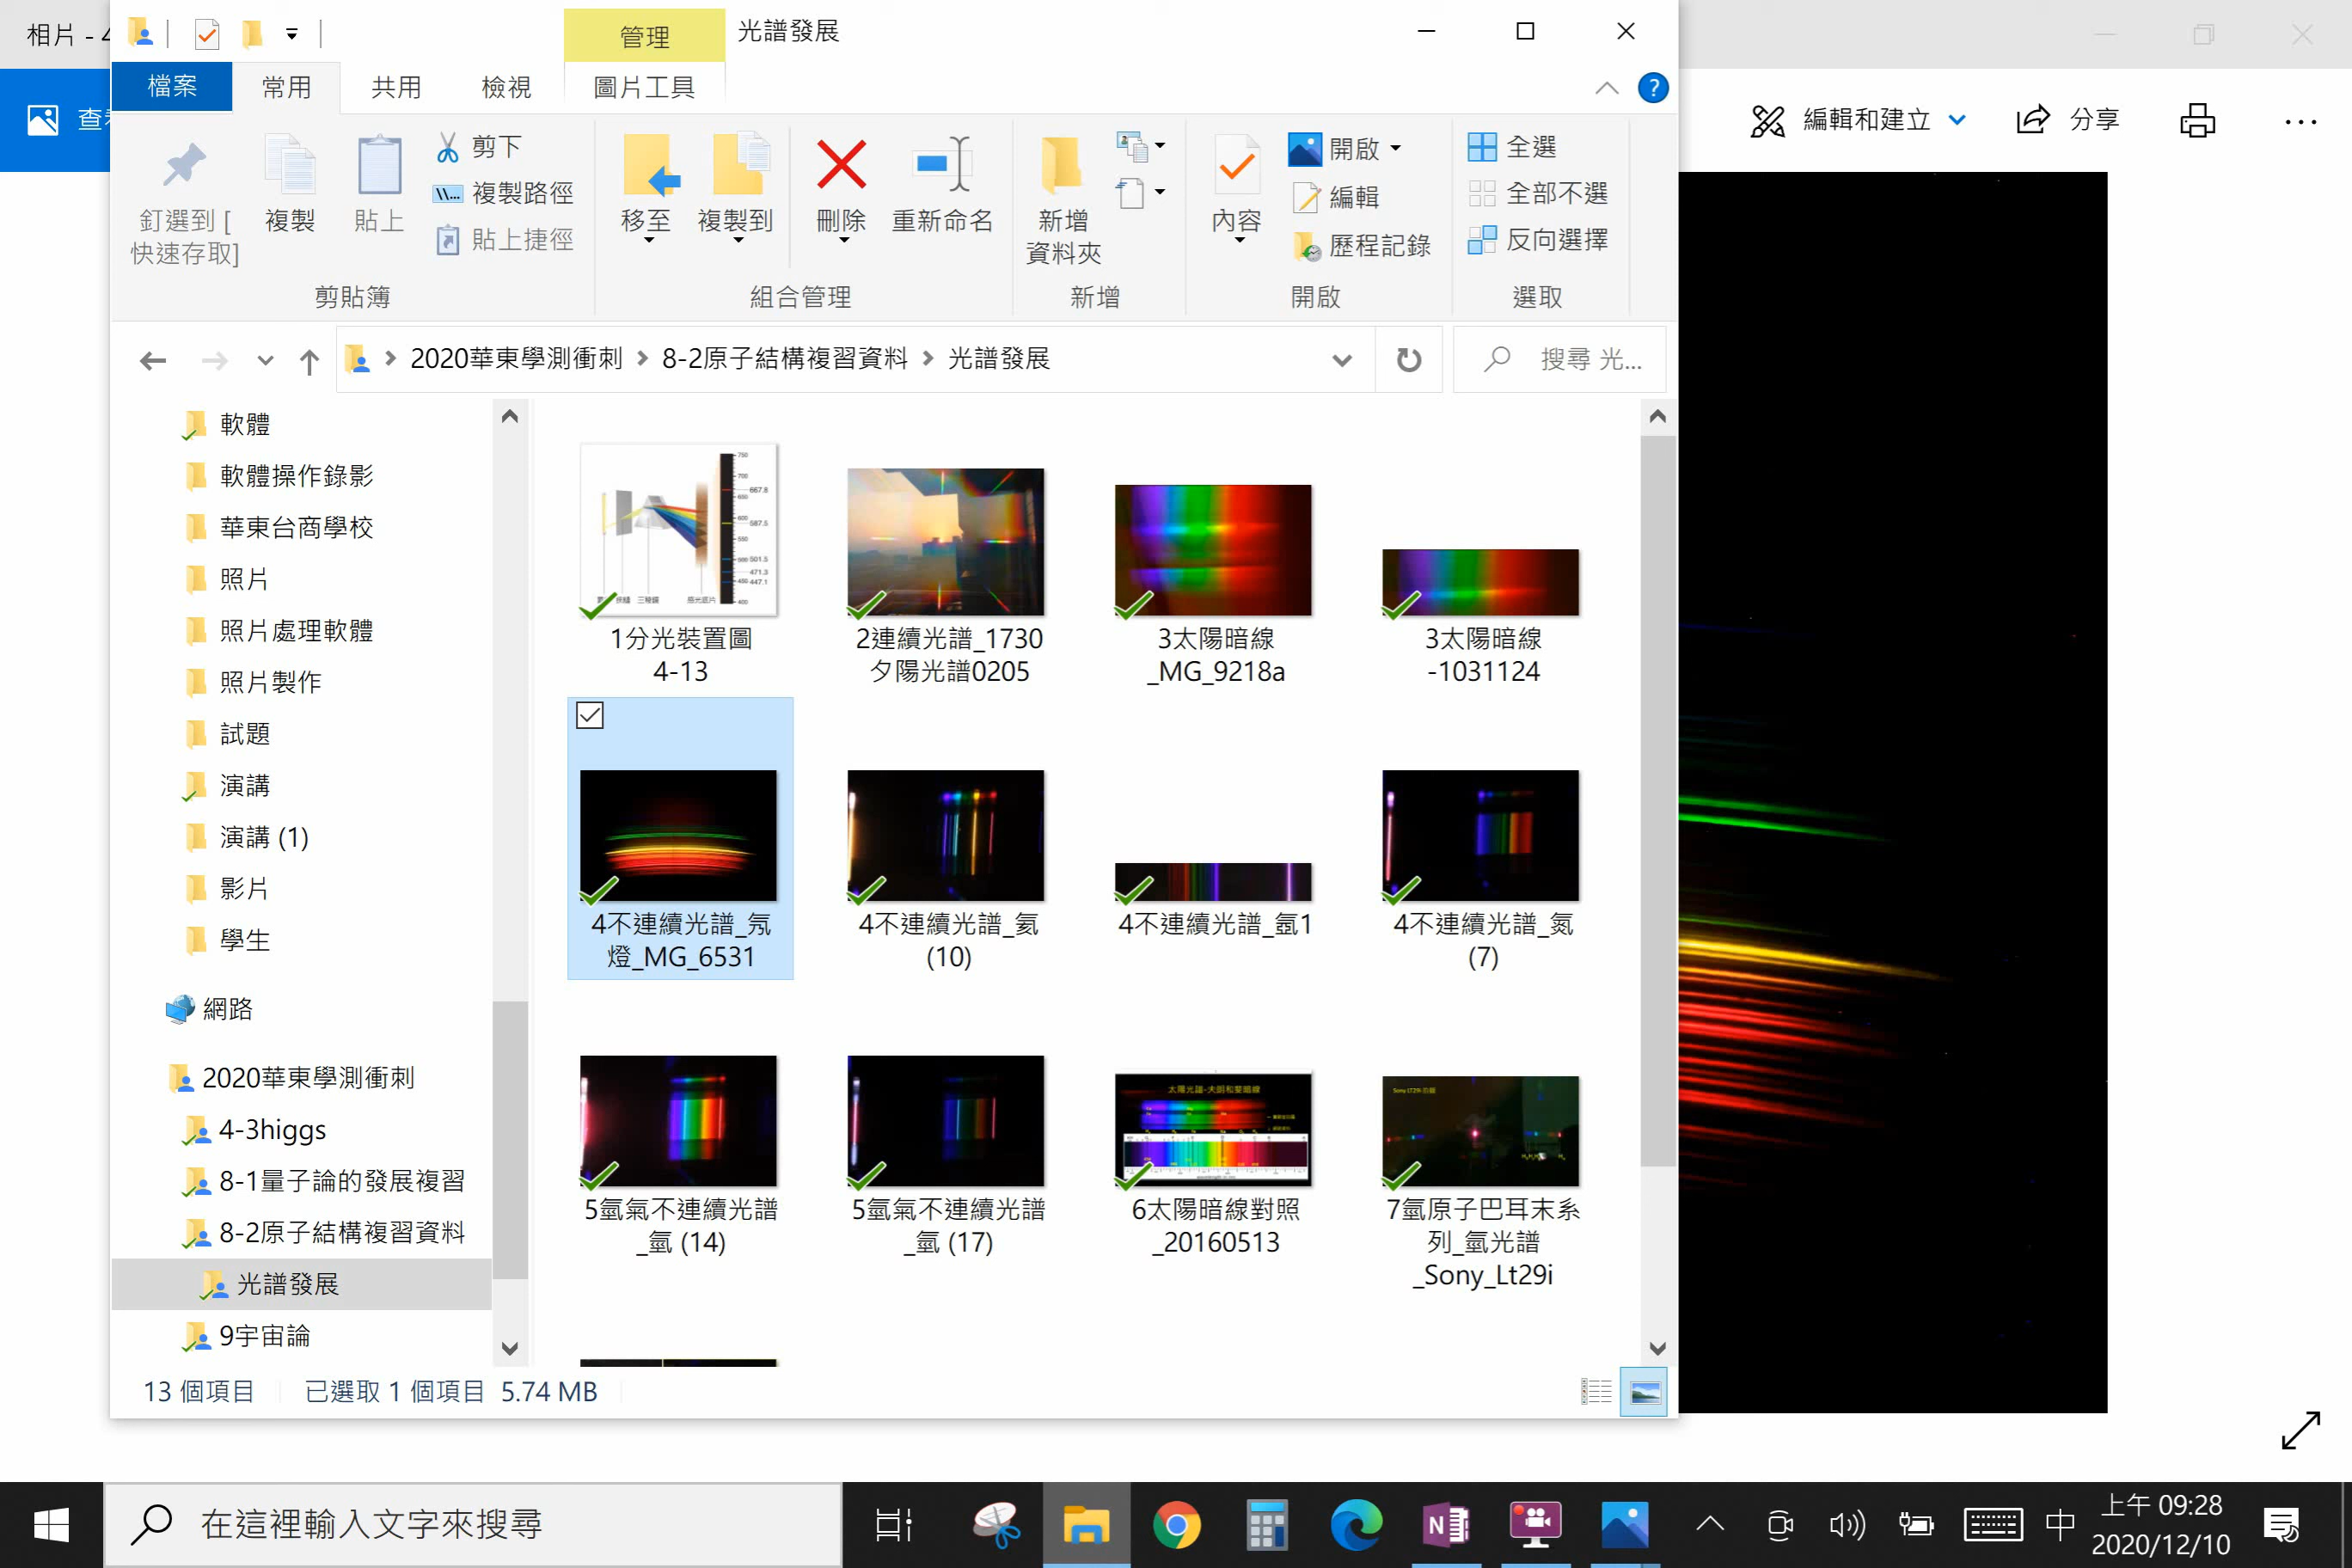 相片 - 4
管理
光譜發展
檔案
常用
共用
檢視
圖片工具
編輯和建立
分享
釘選到 [
快速存取]
複製
貼上
剪下
複製路徑
貼上捷徑
剪貼簿
移至
複製到
刪除
重新命名
組合管理
新增
資料夾
新增
內容
開啟
編輯
歷程記錄
開啟
全選
全部不選
反向選擇
選取
2020華東學測衝刺
8-2原子結構複習資料
光譜發展
搜尋 光...
軟體
軟體操作錄影
華東台商學校
照片
照片處理軟體
照片製作
試題
演講
演講 (1)
影片
學生
網路
2020華東學測衝刺
4-3higgs
8-1量子論的發展複習
8-2原子結構複習資料
光譜發展
9宇宙論
1分光裝置圖
4-13
2連續光譜_1730
夕陽光譜0205
3太陽暗線
_MG_9218a
3太陽暗線
-1031124
4不連續光譜_氖
燈_MG_6531
4不連續光譜_氦
(10)
4不連續光譜_氬1
4不連續光譜_氮
(7)
5氫氣不連續光譜
_氫 (14)
5氫氣不連續光譜
_氫 (17)
太陽光譜-夫朗和斐暗線
6太陽暗線對照
_20160513
7氫原子巴耳末系
列_氫光譜
_Sony_Lt29i
13 個項目
已選取 1 個項目 5.74 MB
在這裡輸入文字來搜尋
中
上午 09:28
2020/12/10